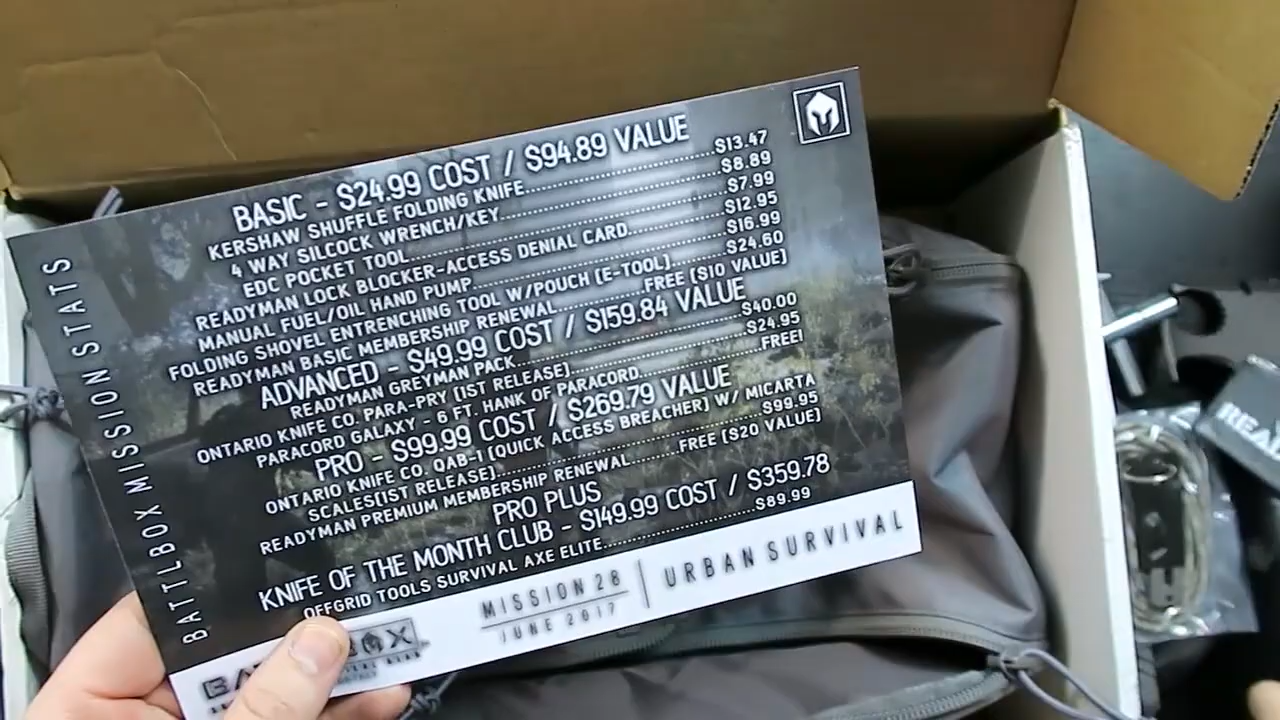 BATTLBOX MISSION STATS
BASIC - $24.99 COST / $94.89 VALUE
KERSHAW SHUFFLE FOLDING KNIFE $13.47
4 WAY SILCOCK WRENCH/KEY $8.89
EDC POCKET TOOL $7.99
READYMAN LOCK BLOCKER-ACCESS DENIAL CARD $12.95
MANUAL FUEL/OIL HAND PUMP $16.99
FOLDING SHOVEL ENTRENCHING TOOL W/POUCH [E-TOOL] $24.60
READYMAN BASIC MEMBERSHIP RENEWAL FREE [$10 VALUE]
ADVANCED - $49.99 COST / $159.84 VALUE
READYMAN GREYMAN PACK $40.00
ONTARIO KNIFE CO. PARA-PRY [1ST RELEASE] $24.95
PARACORD GALAXY - 6 FT. HANK OF PARACORD FREE!
PRO - $99.99 COST / $269.79 VALUE
ONTARIO KNIFE CO. QAB-1 [QUICK ACCESS BREACHER] W/ MICARTA
SCALES[1ST RELEASE] $99.95
READYMAN PREMIUM MEMBERSHIP RENEWAL FREE [$20 VALUE]
PRO PLUS
KNIFE OF THE MONTH CLUB - $149.99 COST / $359.78
OFFGRID TOOLS SURVIVAL AXE ELITE $89.99
MISSION 28
JUNE 2017
URBAN SURVIVAL